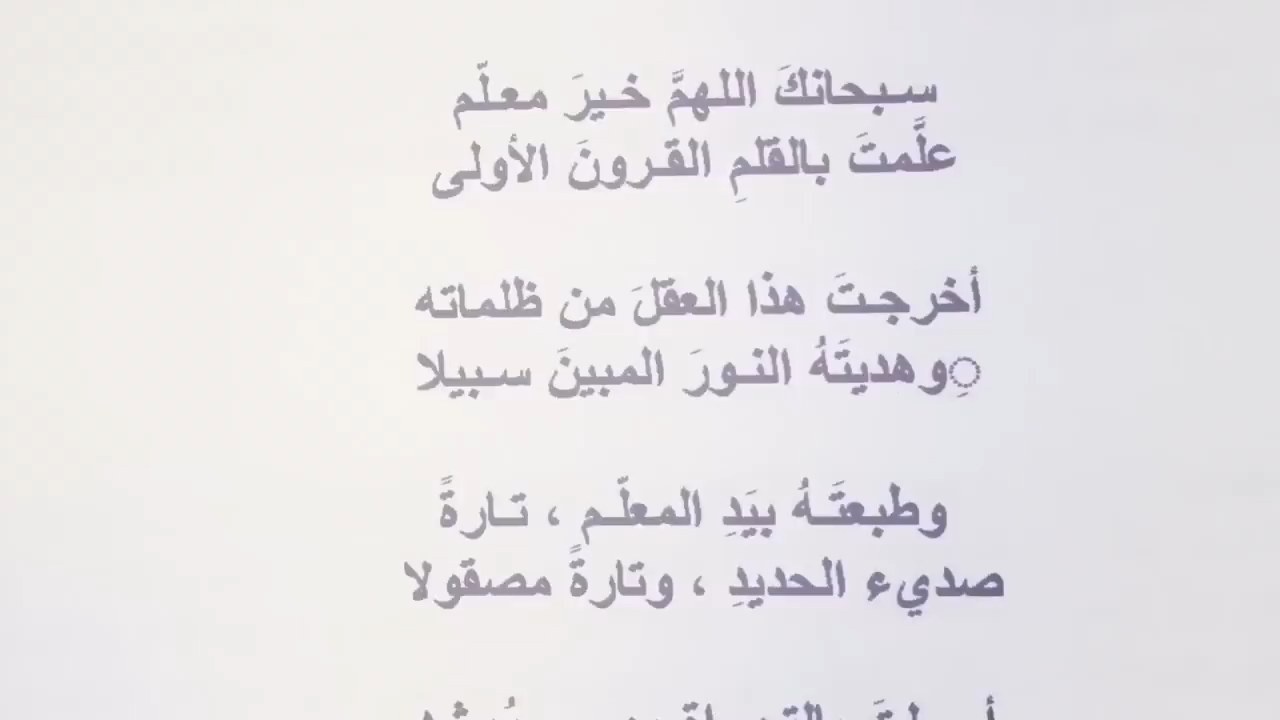 سبحانكَ اللهمَّ خيرَ معلّم
علَّمتَ بالقلمِ القرونَ الأولى
أخرجتَ هذا العقلَ من ظلماته
ِوهديتَهُ النورَ المبينَ سبيلا
وطبعتَهُ بيَدِ المعلّم ، تارةً
صديء الحديدِ ، وتارةً مصقولا